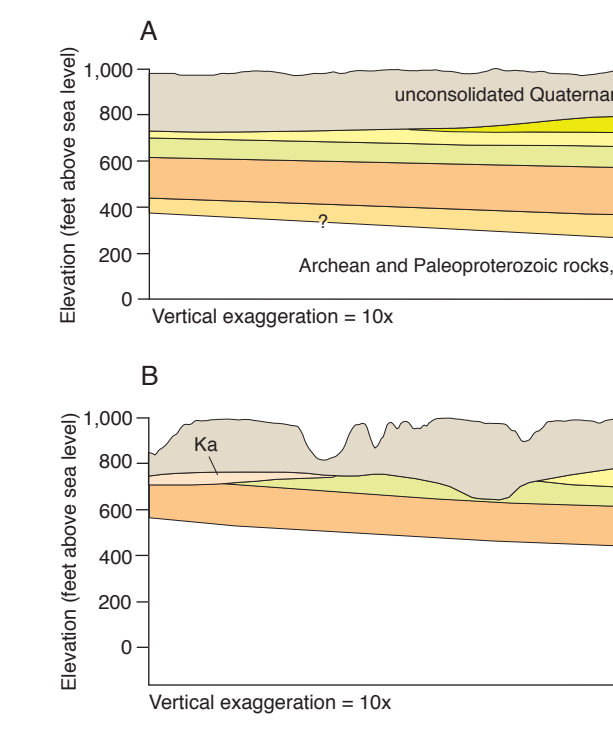 A
Elevation (feet above sea level)
1,000
800
600
400
200
0
unconsolidated
?
Archean and Paleoproterozoic rocks,
Vertical exaggeration = 10x
B
Elevation (feet above sea level)
1,000
800
600
400
200
0
Ka
Vertical exaggeration = 10x